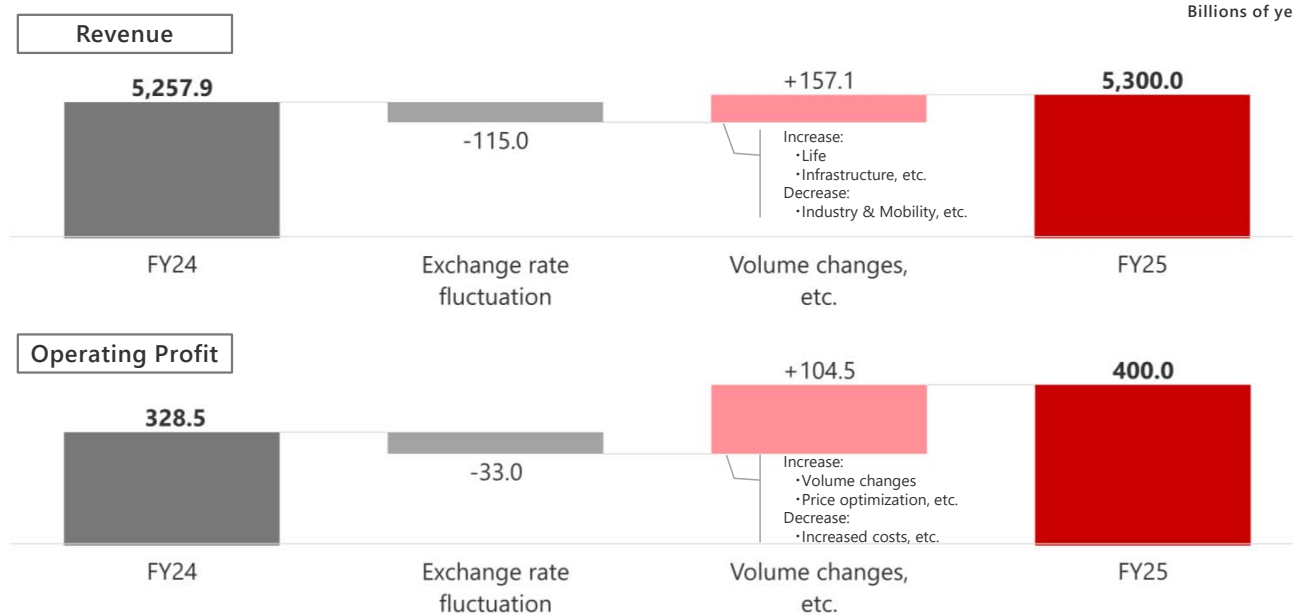 Billions of ye
Revenue
5,257.9
-115.0
+157.1
5,300.0
Increase:
・Life
・Infrastructure, etc.
Decrease:
・Industry & Mobility, etc.
FY24
Exchange rate
fluctuation
Volume changes,
etc.
FY25
Operating Profit
328.5
-33.0
+104.5
400.0
Increase:
・Volume changes
・Price optimization, etc.
Decrease:
・Increased costs, etc.
FY24
Exchange rate
fluctuation
Volume changes,
etc.
FY25